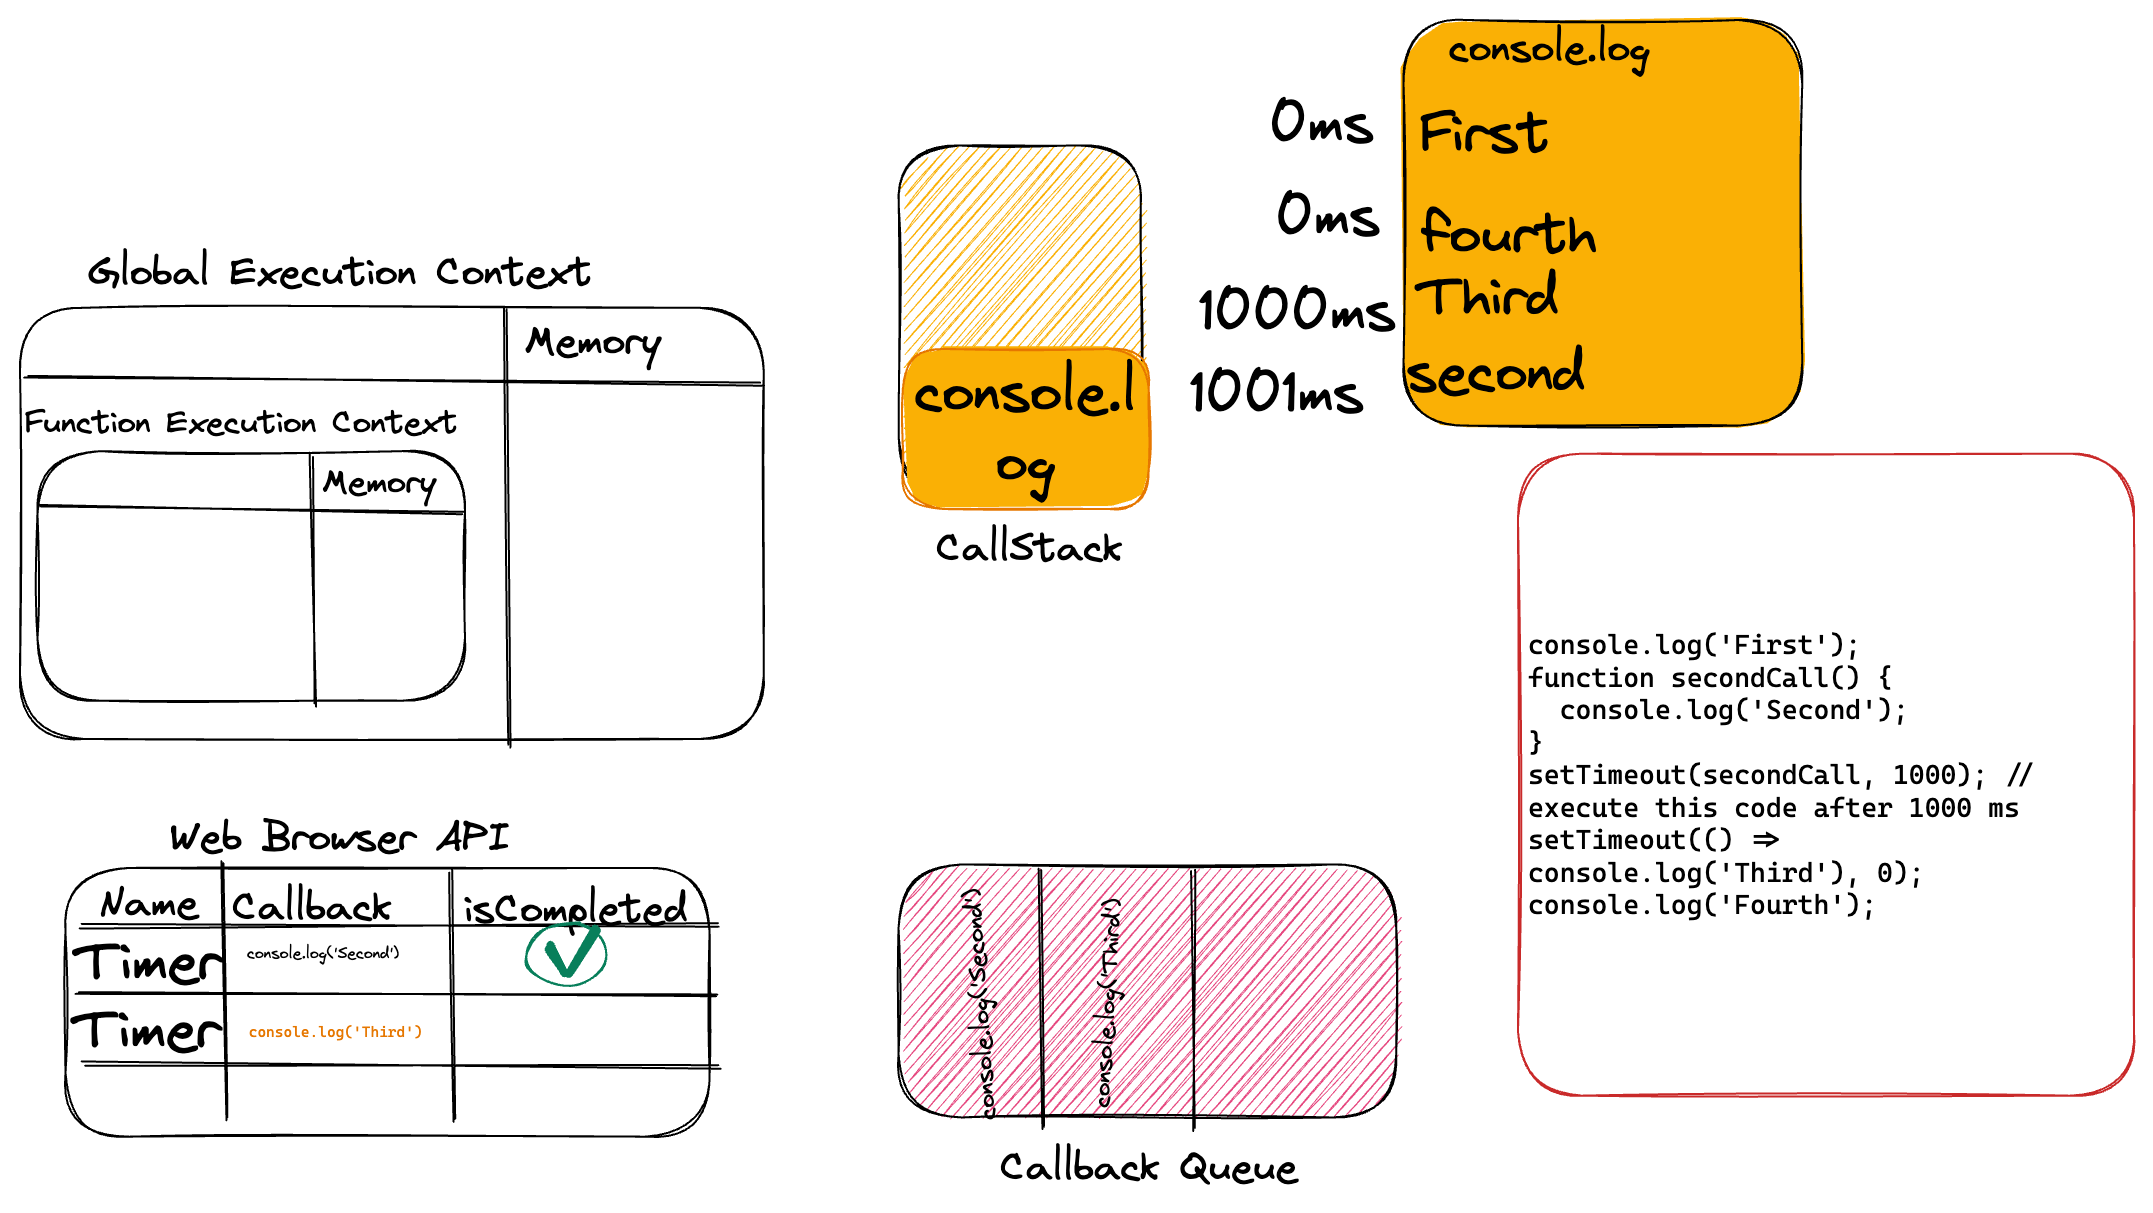 console.log
0ms First
0ms fourth
1000ms Third
1001ms second
console.l
og
CallStack
Global Execution Context
Memory
Function Execution Context
Memory
console.log('First');
function secondCall() {
console.log('Second');
}
setTimeout(secondCall, 1000); //
execute this code after 1000 ms
setTimeout(() =>
console.log('Third'), 0);
console.log('Fourth');
Web Browser API
Name Callback isCompleted
Timer console.log('Second')
Timer console.log('Third')
console.log('Second')
console.log('Third')
Callback Queue